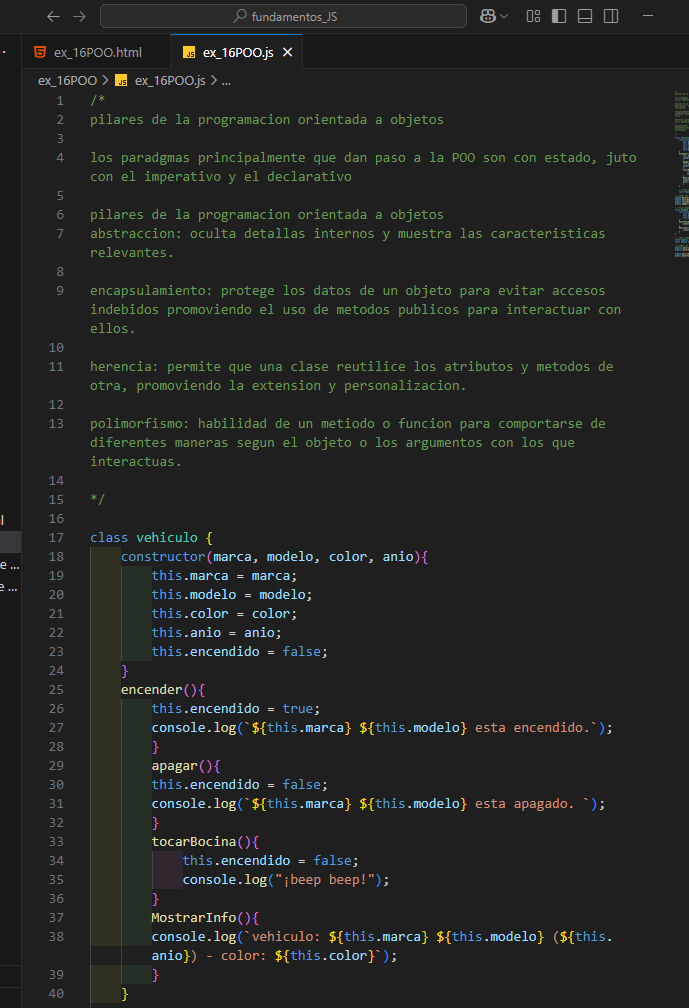 fundamentos_JS
ex_16POO.html
JS ex_16POO.js
ex_16POO > JS ex_16POO.js > ...
1 /*
2 pilares de la programacion orientada a objetos
3
4 los paradgmas principalmente que dan paso a la POO son con estado, juto
con el imperativo y el declarativo
5
6 pilares de la programacion orientada a objetos
7 abstraccion: oculta detallas internos y muestra las caracteristicas
relevantes.
8
9 encapsulamiento: protege los datos de un objeto para evitar accesos
indebidos promoviendo el uso de metodos publicos para interactuar con
ellos.
10
11 herencia: permite que una clase reutilice los atributos y metodos de
otra, promoviendo la extension y personalizacion.
12
13 polimorfismo: habilidad de un metiodo o funcion para comportarse de
diferentes maneras segun el objeto o los argumentos con los que
interactuas.
14
15 */
16
17 class vehiculo {
18 constructor(marca, modelo, color, anio){
19 this.marca = marca;
20 this.modelo = modelo;
21 this.color = color;
22 this.anio = anio;
23 this.encendido = false;
24 }
25 encender(){
26 this.encendido = true;
27 console.log(`${this.marca} ${this.modelo} esta encendido.`);
28 }
29 apagar(){
30 this.encendido = false;
31 console.log(`${this.marca} ${this.modelo} esta apagado. `);
32 }
33 tocarBocina(){
34 this.encendido = false;
35 console.log("¡beep beep!");
36 }
37 MostrarInfo(){
38 console.log(`vehiculo: ${this.marca} ${this.modelo} (${this.
anio}) - color: ${this.color}`);
39 }
40 }